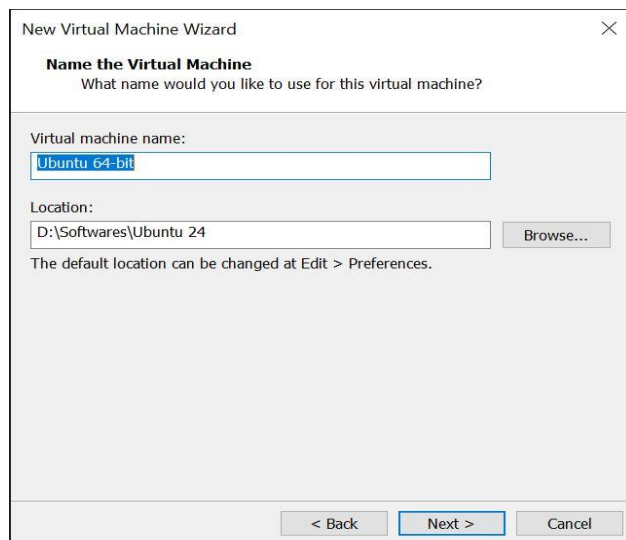 New Virtual Machine Wizard
Name the Virtual Machine
What name would you like to use for this virtual machine?
Virtual machine name:
Ubuntu 64-bit
Location:
D:\Softwares\Ubuntu 24
Browse...
The default location can be changed at Edit > Preferences.
< Back Next > Cancel